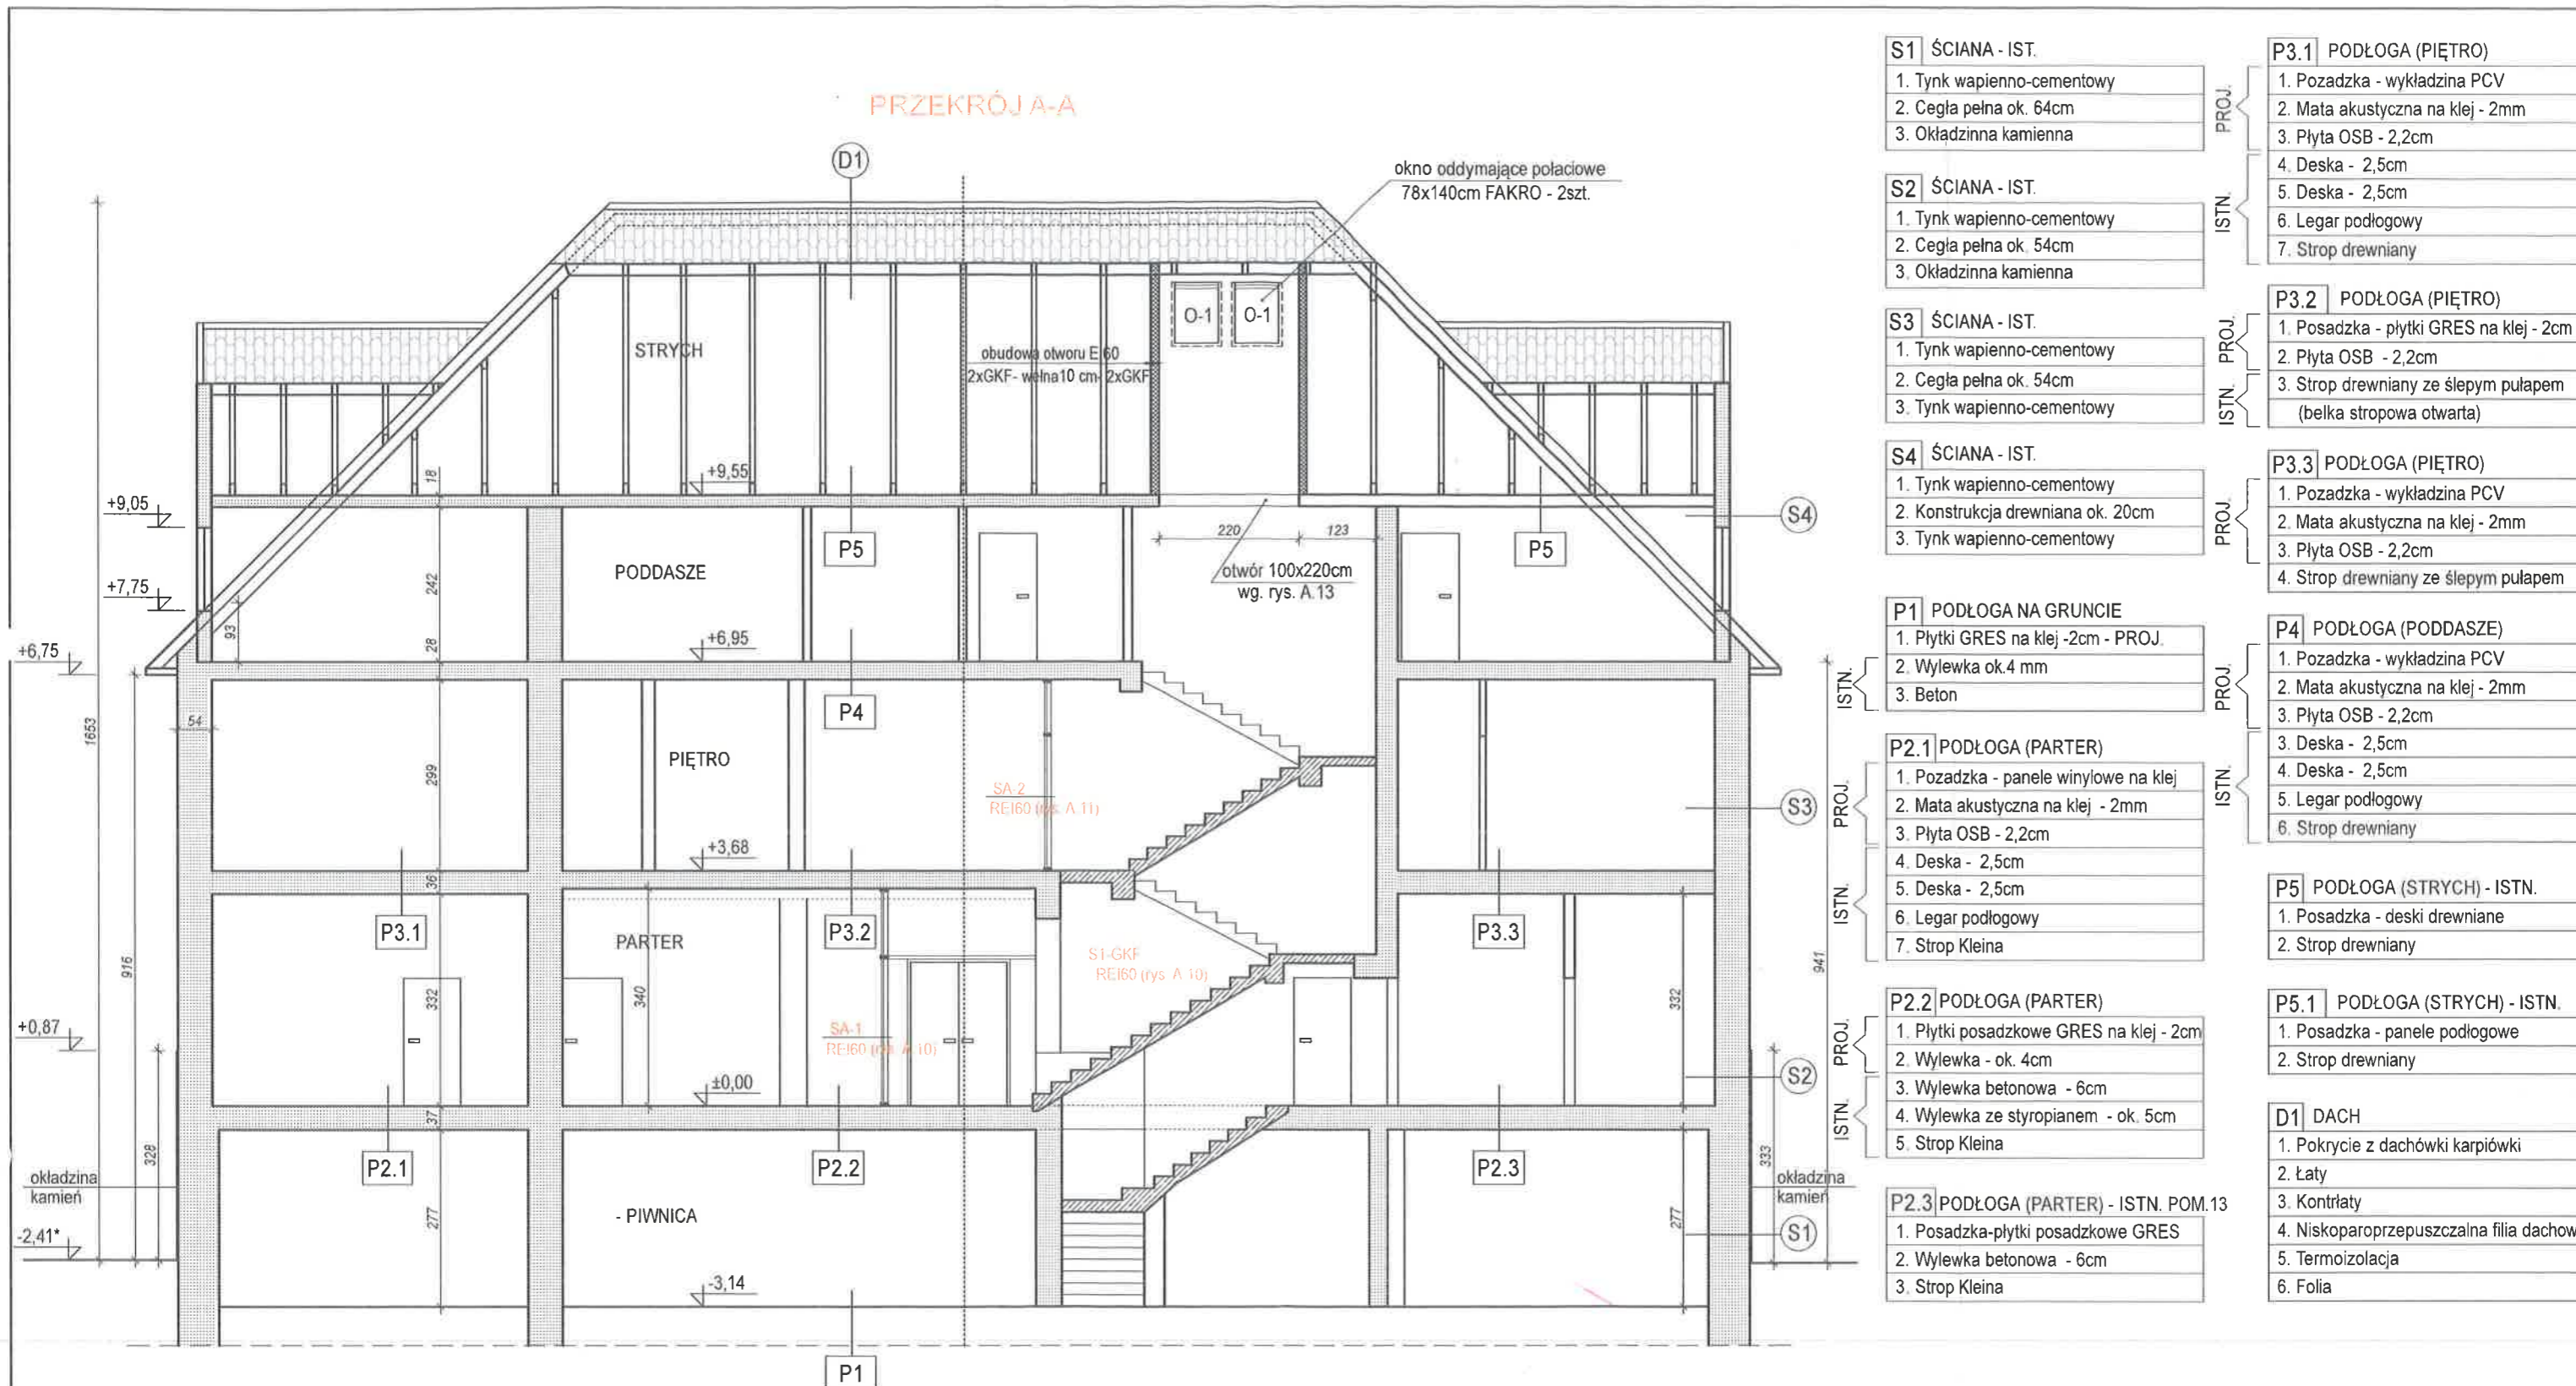 PRZEKRÓJ A-A
D1
okno oddymające połaciowe
78x140cm FAKRO - 2szt.
O-1
O-1
STRYCH
obudowa otworu EI60
2xGKF- wełna10 cm- 2xGKF
+9,55
18
+9,05
220
123
S4
P5
P5
PODDASZE
otwór 100x220cm
wg. rys. A.13
242
+7,75
93
28
+6,95
+6,75
54
P4
1653
PIĘTRO
299
SA-2
REI60 (rys. A.11)
S3
+3,68
36
P3.1
PARTER
P3.2
P3.3
S1-GKF
REI60 (rys. A.10)
916
941
332
340
332
+0,87
SA-1
REI60 (rys. A.10)
±0,00
S2
37
328
P2.1
P2.2
P2.3
333
okładzina
kamień
okładzina
kamień
277
- PIWNICA
277
S1
-2,41*
-3,14
P1
S1 ŚCIANA - IST.
1. Tynk wapienno-cementowy
2. Cegła pełna ok. 64cm
3. Okładzinna kamienna
S2 ŚCIANA - IST.
1. Tynk wapienno-cementowy
2. Cegła pełna ok. 54cm
3. Okładzinna kamienna
S3 ŚCIANA - IST.
1. Tynk wapienno-cementowy
2. Cegła pełna ok. 54cm
3. Tynk wapienno-cementowy
S4 ŚCIANA - IST.
1. Tynk wapienno-cementowy
2. Konstrukcja drewniana ok. 20cm
3. Tynk wapienno-cementowy
P1 PODŁOGA NA GRUNCIE
1. Płytki GRES na klej -2cm - PROJ.
ISTN.
2. Wylewka ok.4 mm
3. Beton
P2.1 PODŁOGA (PARTER)
PROJ.
1. Pozadzka - panele winylowe na klej
2. Mata akustyczna na klej - 2mm
3. Płyta OSB - 2,2cm
ISTN.
4. Deska - 2,5cm
5. Deska - 2,5cm
6. Legar podłogowy
7. Strop Kleina
P2.2 PODŁOGA (PARTER)
PROJ.
1. Płytki posadzkowe GRES na klej - 2cm
2. Wylewka - ok. 4cm
ISTN.
3. Wylewka betonowa - 6cm
4. Wylewka ze styropianem - ok. 5cm
5. Strop Kleina
P2.3 PODŁOGA (PARTER) - ISTN. POM.13
1. Posadzka-płytki posadzkowe GRES
2. Wylewka betonowa - 6cm
3. Strop Kleina
P3.1 PODŁOGA (PIĘTRO)
PROJ.
1. Pozadzka - wykładzina PCV
2. Mata akustyczna na klej - 2mm
3. Płyta OSB - 2,2cm
ISTN.
4. Deska - 2,5cm
5. Deska - 2,5cm
6. Legar podłogowy
7. Strop drewniany
P3.2 PODŁOGA (PIĘTRO)
PROJ.
1. Posadzka - płytki GRES na klej - 2cm
2. Płyta OSB - 2,2cm
ISTN.
3. Strop drewniany ze ślepym pułapem
(belka stropowa otwarta)
P3.3 PODŁOGA (PIĘTRO)
PROJ.
1. Pozadzka - wykładzina PCV
2. Mata akustyczna na klej - 2mm
3. Płyta OSB - 2,2cm
4. Strop drewniany ze ślepym pułapem
P4 PODŁOGA (PODDASZE)
PROJ.
1. Pozadzka - wykładzina PCV
2. Mata akustyczna na klej - 2mm
3. Płyta OSB - 2,2cm
ISTN.
3. Deska - 2,5cm
4. Deska - 2,5cm
5. Legar podłogowy
6. Strop drewniany
P5 PODŁOGA (STRYCH) - ISTN.
1. Posadzka - deski drewniane
2. Strop drewniany
P5.1 PODŁOGA (STRYCH) - ISTN.
1. Posadzka - panele podłogowe
2. Strop drewniany
D1 DACH
1. Pokrycie z dachówki karpiówki
2. Łaty
3. Kontrłaty
4. Niskoparoprzepuszczalna filia dachow
5. Termoizolacja
6. Folia